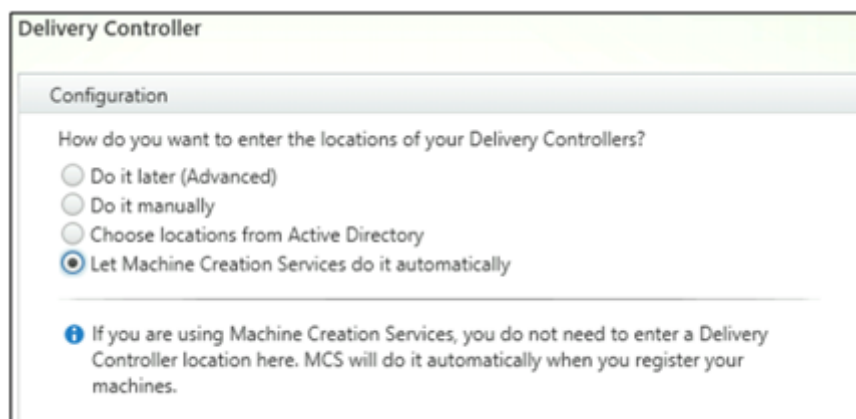 Delivery Controller
Configuration
How do you want to enter the locations of your Delivery Controllers?
Do it later (Advanced)
Do it manually
Choose locations from Active Directory
Let Machine Creation Services do it automatically
If you are using Machine Creation Services, you do not need to enter a Delivery
Controller location here. MCS will do it automatically when you register your
machines.